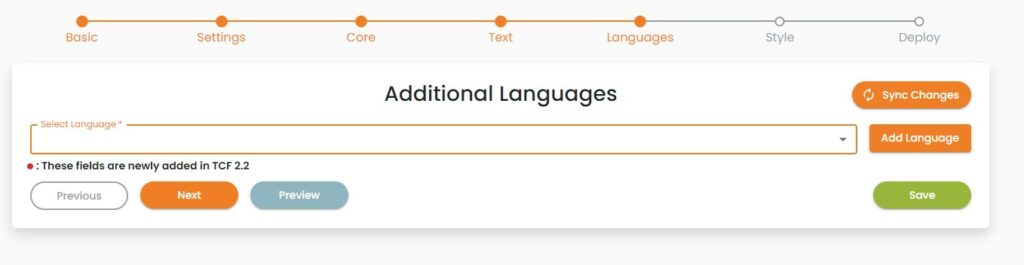 Basic Settings Core Text Languages Style Deploy
Additional Languages
Sync Changes
Select Language *
Add Language
: These fields are newly added in TCF 2.2
Previous Next Preview Save